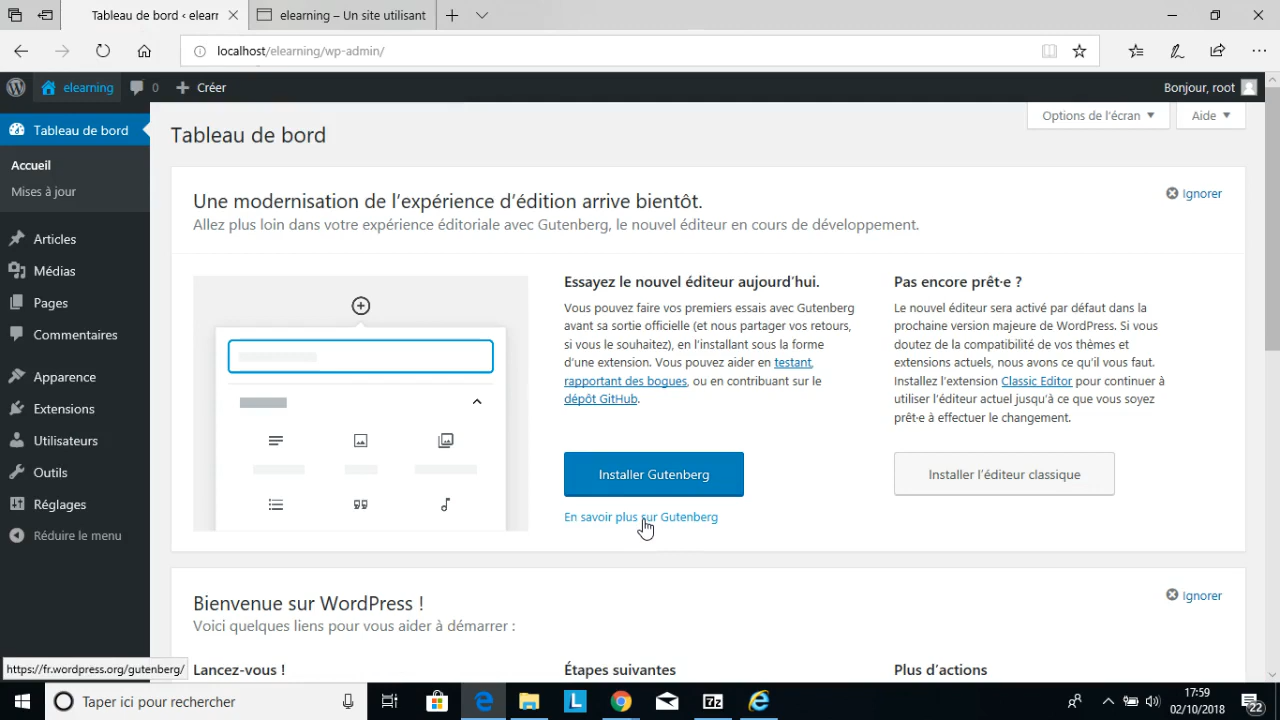 Tableau de bord ‹ elear
elearning – Un site utilisant
localhost/elearning/wp-admin/
elearning
0
Créer
Bonjour, root
Tableau de bord
Accueil
Mises à jour
Articles
Médias
Pages
Commentaires
Apparence
Extensions
Utilisateurs
Outils
Réglages
Réduire le menu
Options de l'écran
Aide
Tableau de bord
Une modernisation de l'expérience d'édition arrive bientôt.
Ignorer
Allez plus loin dans votre expérience éditoriale avec Gutenberg, le nouvel éditeur en cours de développement.
Essayez le nouvel éditeur aujourd'hui.
Vous pouvez faire vos premiers essais avec Gutenberg
avant sa sortie officielle (et nous partager vos retours,
si vous le souhaitez), en l'installant sous la forme
d'une extension. Vous pouvez aider en testant,
rapportant des bogues, ou en contribuant sur le
dépôt GitHub.
Installer Gutenberg
En savoir plus sur Gutenberg
Pas encore prêt·e ?
Le nouvel éditeur sera activé par défaut dans la
prochaine version majeure de WordPress. Si vous
doutez de la compatibilité de vos thèmes et
extensions actuels, nous avons ce qu'il vous faut.
Installez l'extension Classic Editor pour continuer à
utiliser l'éditeur actuel jusqu'à ce que vous soyez
prêt·e à effectuer le changement.
Installer l'éditeur classique
Bienvenue sur WordPress !
Ignorer
Voici quelques liens pour vous aider à démarrer :
Lancez-vous !
Étapes suivantes
Plus d'actions
https://fr.wordpress.org/gutenberg/
Taper ici pour rechercher
L
7z
17:59
02/10/2018
22